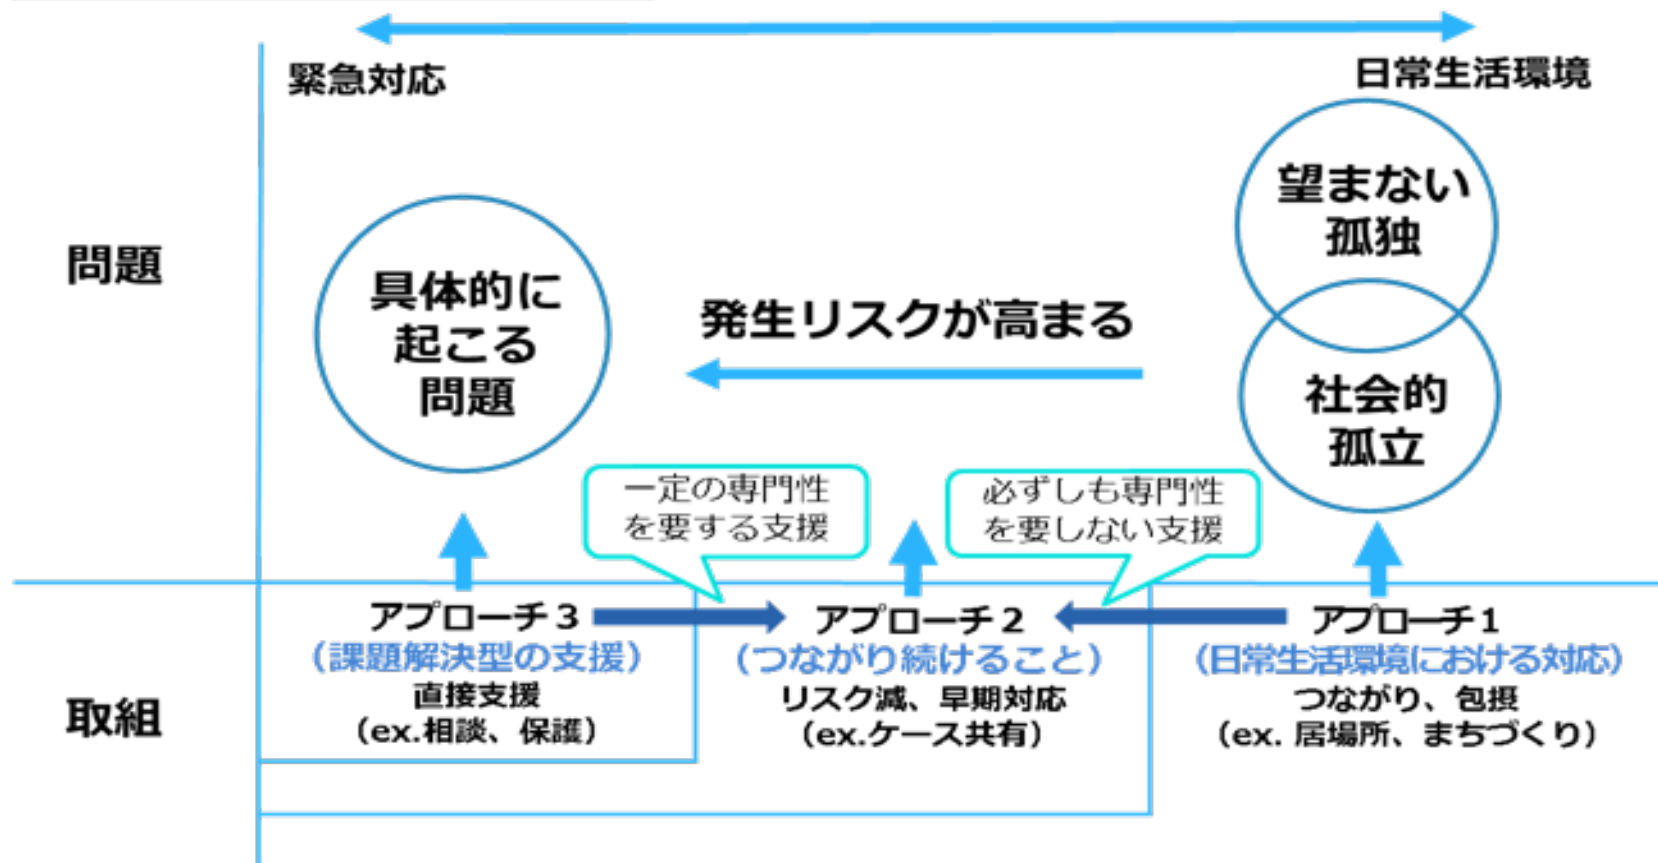 緊急対応
日常生活環境
問題
具体的に
起こる
問題
発生リスクが高まる
望まない
孤独
社会的
孤立
一定の専門性
を要する支援
必ずしも専門性
を要しない支援
取組
アプローチ３
（課題解決型の支援）
直接支援
（ex.相談、保護）
アプローチ２
（つながり続けること）
リスク減、早期対応
（ex.ケース共有）
アプローチ１
（日常生活環境における対応）
つながり、包摂
（ex. 居場所、まちづくり）